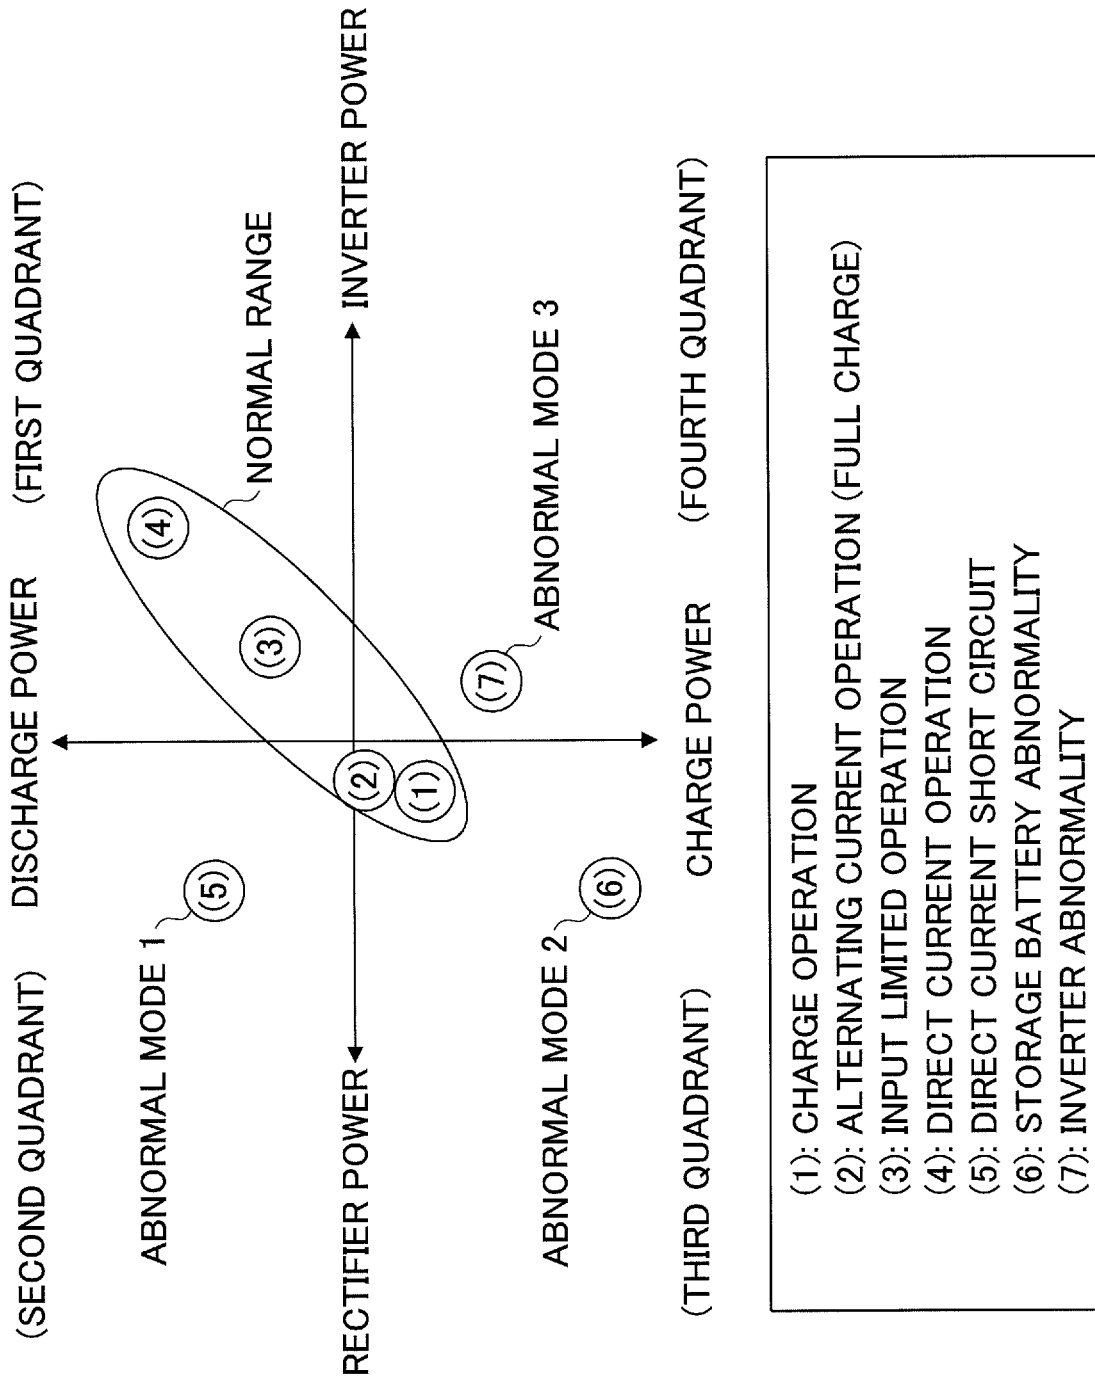 (SECOND QUADRANT)
DISCHARGE POWER
(FIRST QUADRANT)
ABNORMAL MODE 1
(5)
(4)
NORMAL RANGE
(3)
RECTIFIER POWER
INVERTER POWER
(2)
(1)
(7)
ABNORMAL MODE 3
ABNORMAL MODE 2
(6)
(THIRD QUADRANT)
CHARGE POWER
(FOURTH QUADRANT)
(1): CHARGE OPERATION
(2): ALTERNATING CURRENT OPERATION (FULL CHARGE)
(3): INPUT LIMITED OPERATION
(4): DIRECT CURRENT OPERATION
(5): DIRECT CURRENT SHORT CIRCUIT
(6): STORAGE BATTERY ABNORMALITY
(7): INVERTER ABNORMALITY